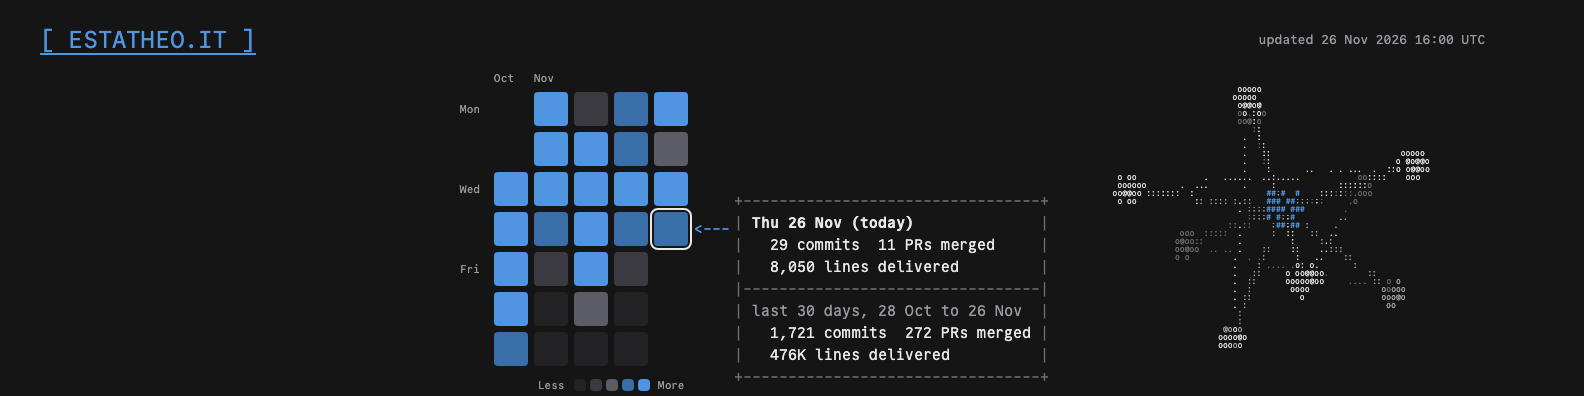 [ ESTATHEO.IT ]
updated 26 Nov 2026 16:00 UTC
Oct Nov
Mon
Wed
Fri
Less More
Thu 26 Nov (today)
29 commits 11 PRs merged
8,050 lines delivered
last 30 days, 28 Oct to 26 Nov
1,721 commits 272 PRs merged
476K lines delivered